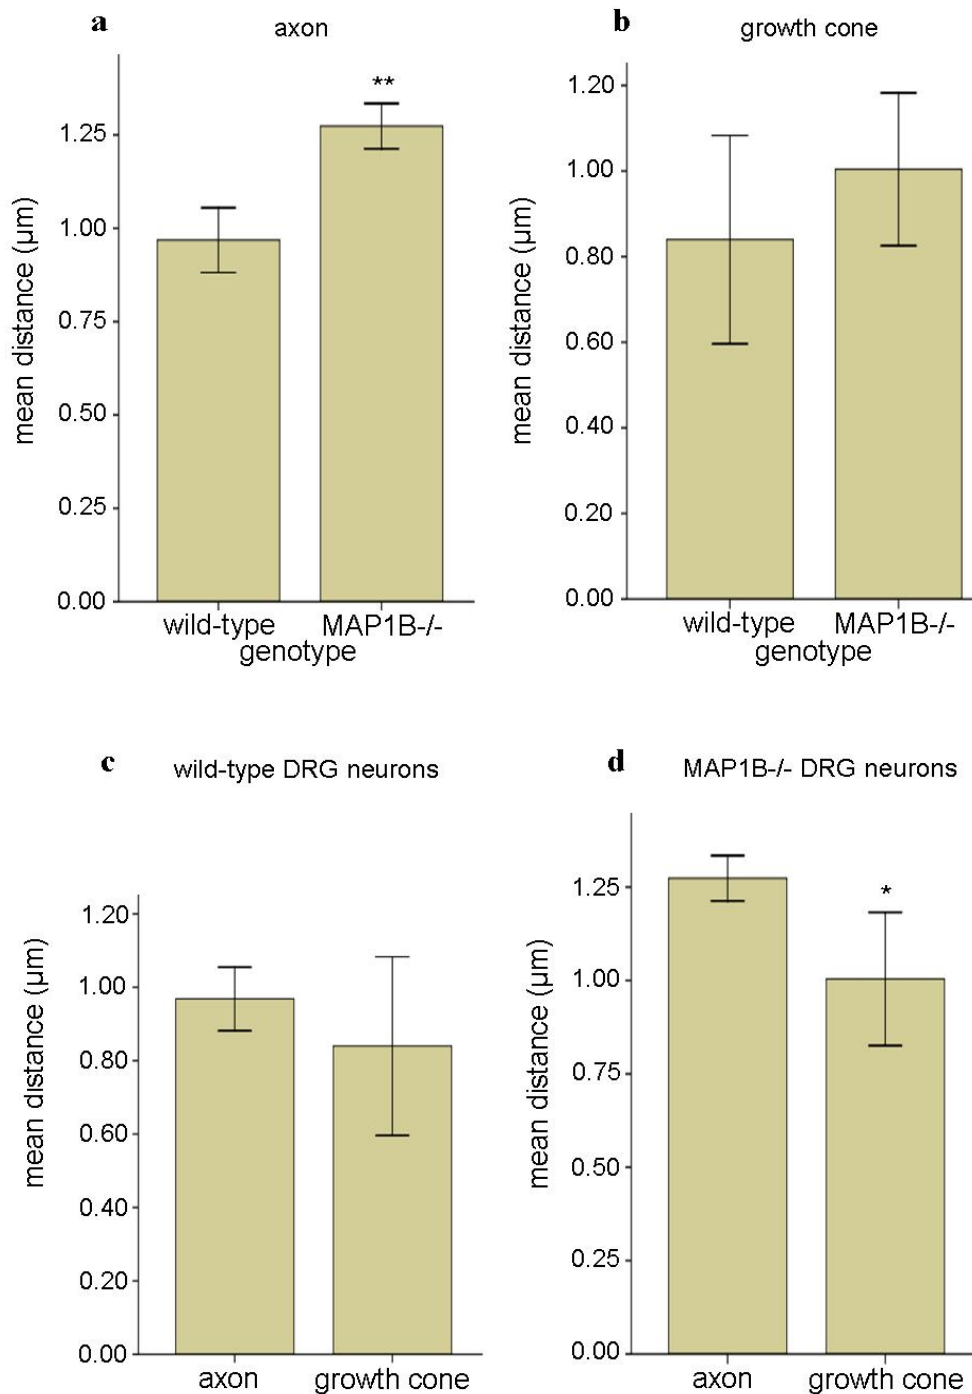 a axon
**
1.25
1.00
0.75
0.50
0.25
0.00
mean distance (μm)
wild-type MAP1B-/-
genotype
b growth cone
1.20
1.00
0.80
0.60
0.40
0.20
0.00
mean distance (μm)
wild-type MAP1B-/-
genotype
c wild-type DRG neurons
1.20
1.00
0.80
0.60
0.40
0.20
0.00
mean distance (μm)
axon growth cone
d MAP1B-/- DRG neurons
*
1.25
1.00
0.75
0.50
0.25
0.00
mean distance (μm)
axon growth cone